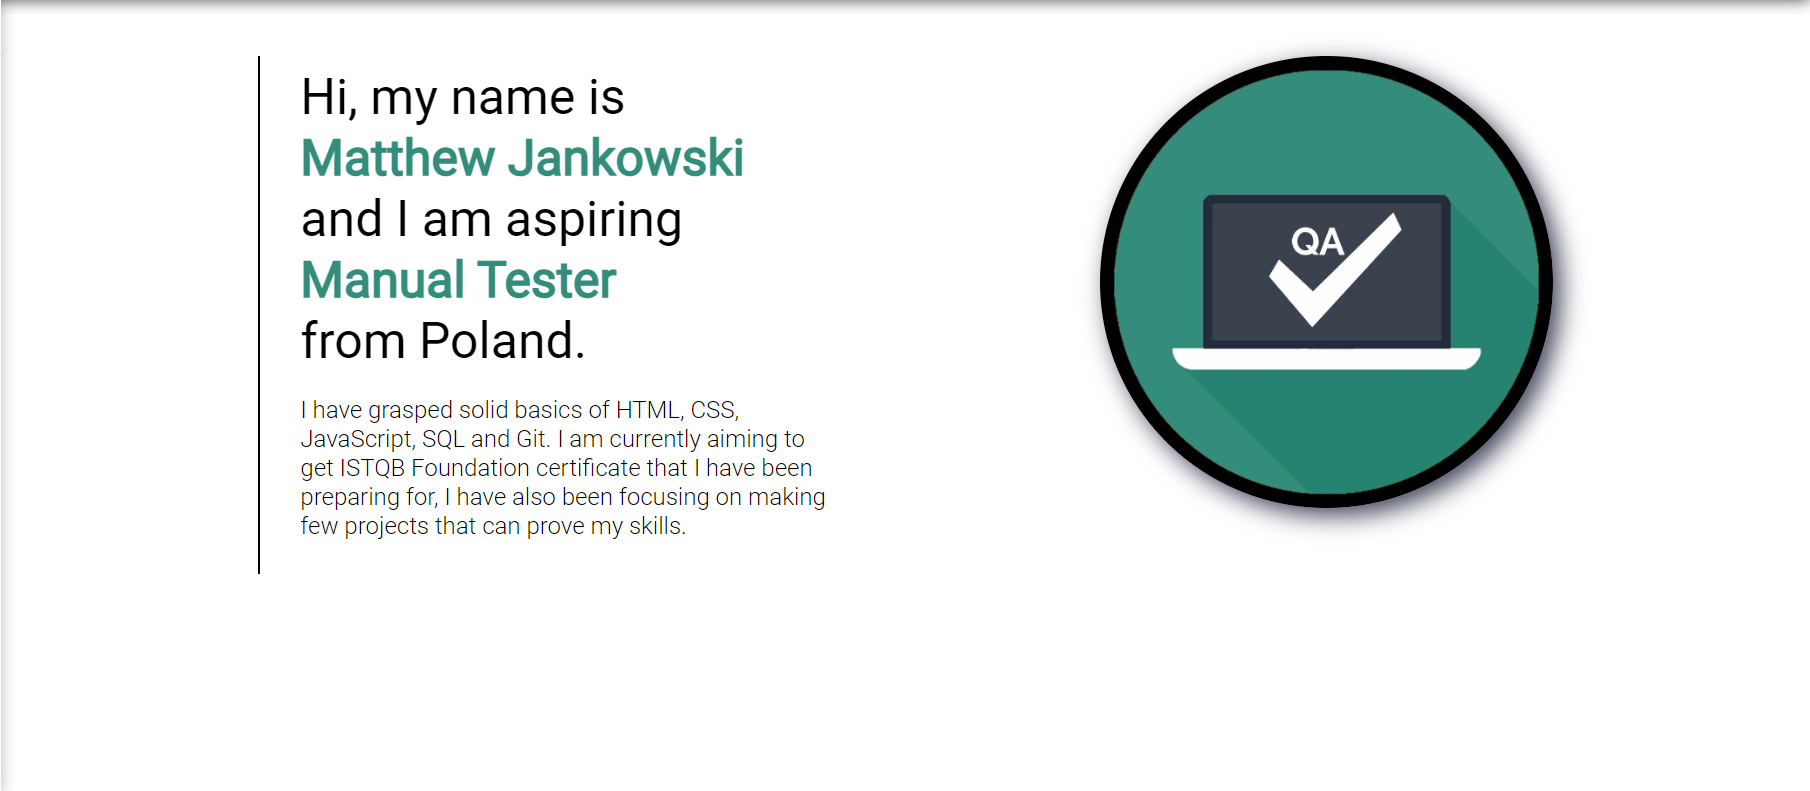 Hi, my name is
Matthew Jankowski
and I am aspiring
Manual Tester
from Poland.
I have grasped solid basics of HTML, CSS,
JavaScript, SQL and Git. I am currently aiming to
get ISTQB Foundation certificate that I have been
preparing for, I have also been focusing on making
few projects that can prove my skills.
QA